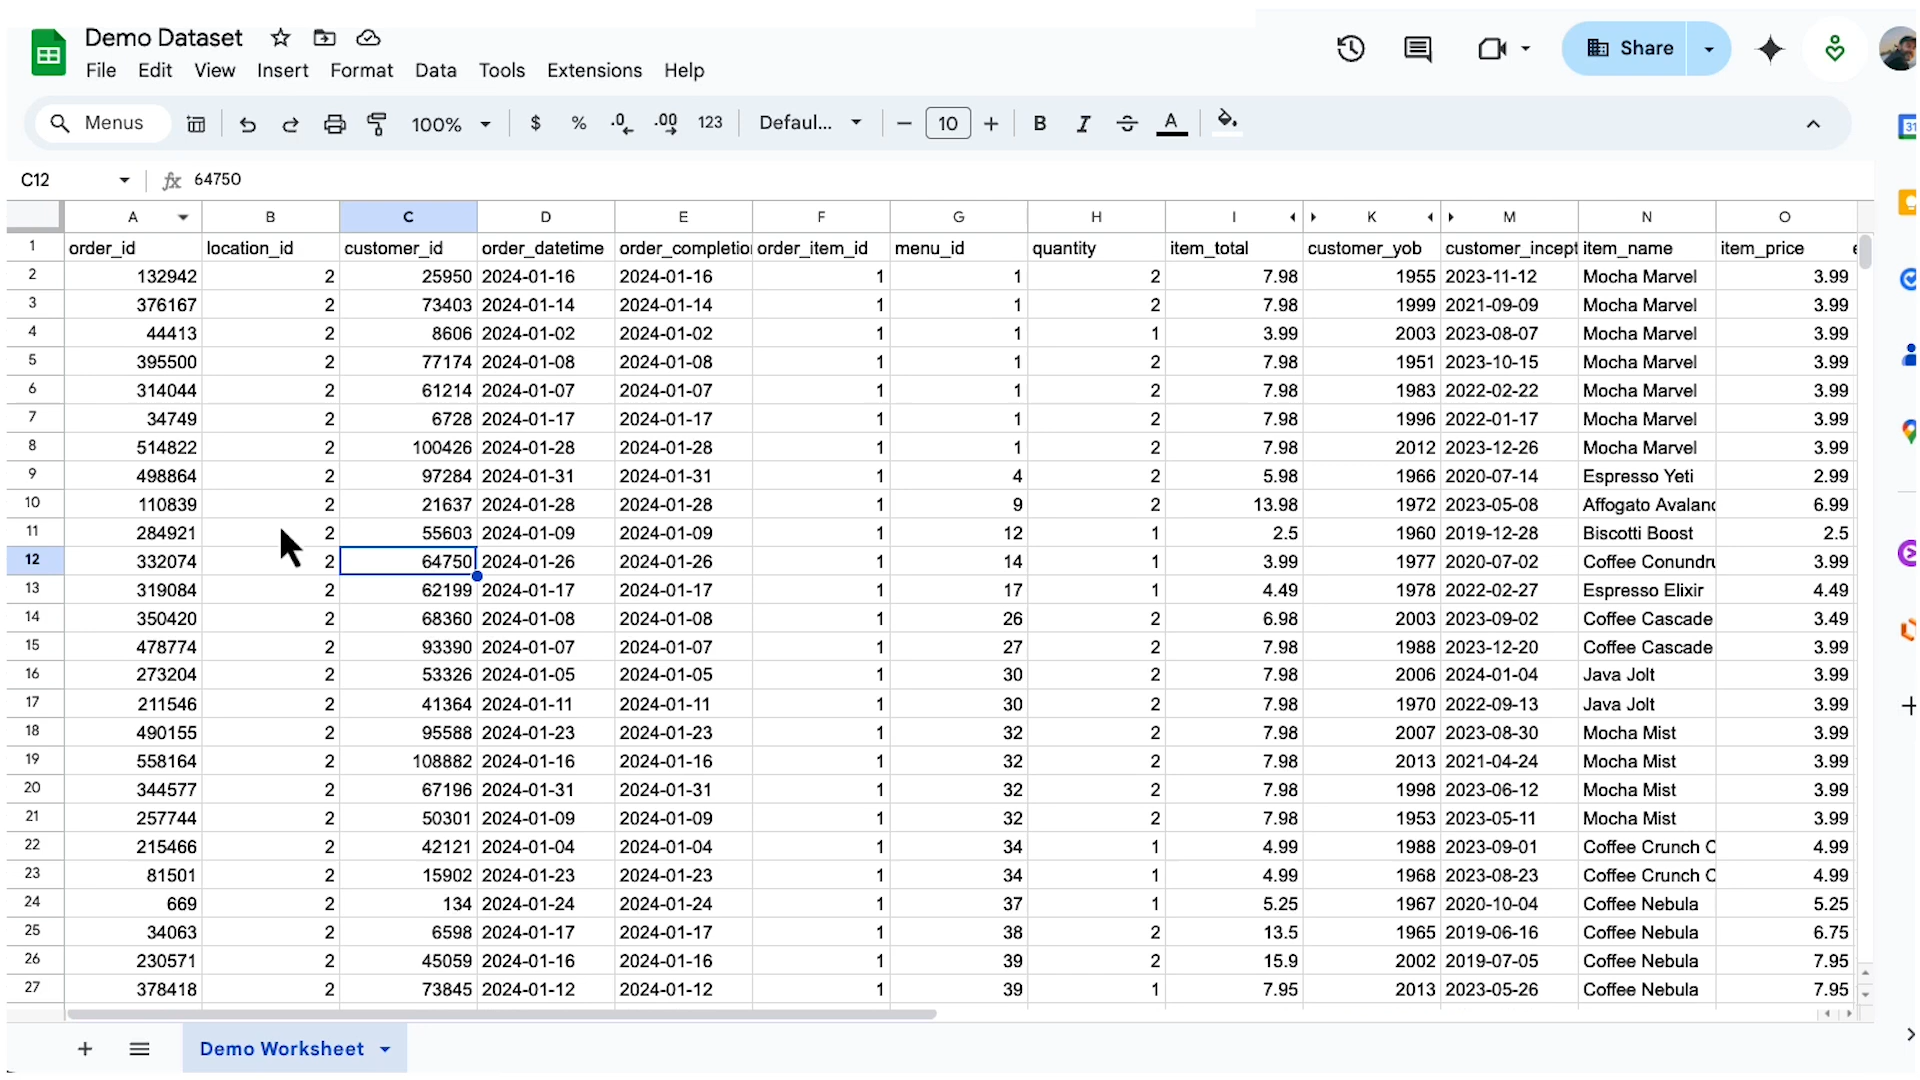 Demo Dataset
File Edit View Insert Format Data Tools Extensions Help
Share
Menus 100% $ % .0 .00 123 Defaul... 10 B I S A
C12 fx 64750
A B C D E F G H I K M N O
1 order_id location_id customer_id order_datetime order_completion order_item_id menu_id quantity item_total customer_yob customer_incept item_name item_price
2 132942 2 25950 2024-01-16 2024-01-16 1 1 2 7.98 1955 2023-11-12 Mocha Marvel 3.99
3 376167 2 73403 2024-01-14 2024-01-14 1 1 2 7.98 1999 2021-09-09 Mocha Marvel 3.99
4 44413 2 8606 2024-01-02 2024-01-02 1 1 1 3.99 2003 2023-08-07 Mocha Marvel 3.99
5 395500 2 77174 2024-01-08 2024-01-08 1 1 2 7.98 1951 2023-10-15 Mocha Marvel 3.99
6 314044 2 61214 2024-01-07 2024-01-07 1 1 2 7.98 1983 2022-02-22 Mocha Marvel 3.99
7 34749 2 6728 2024-01-17 2024-01-17 1 1 2 7.98 1996 2022-01-17 Mocha Marvel 3.99
8 514822 2 100426 2024-01-28 2024-01-28 1 1 2 7.98 2012 2023-12-26 Mocha Marvel 3.99
9 498864 2 97284 2024-01-31 2024-01-31 1 4 2 5.98 1966 2020-07-14 Espresso Yeti 2.99
10 110839 2 21637 2024-01-28 2024-01-28 1 9 2 13.98 1972 2023-05-08 Affogato Avalanc 6.99
11 284921 2 55603 2024-01-09 2024-01-09 1 12 1 2.5 1960 2019-12-28 Biscotti Boost 2.5
12 332074 2 64750 2024-01-26 2024-01-26 1 14 1 3.99 1977 2020-07-02 Coffee Conundru 3.99
13 319084 2 62199 2024-01-17 2024-01-17 1 17 1 4.49 1978 2022-02-27 Espresso Elixir 4.49
14 350420 2 68360 2024-01-08 2024-01-08 1 26 2 6.98 2003 2023-09-02 Coffee Cascade 3.49
15 478774 2 93390 2024-01-07 2024-01-07 1 27 2 7.98 1988 2023-12-20 Coffee Cascade 3.99
16 273204 2 53326 2024-01-05 2024-01-05 1 30 2 7.98 2006 2024-01-04 Java Jolt 3.99
17 211546 2 41364 2024-01-11 2024-01-11 1 30 2 7.98 1970 2022-09-13 Java Jolt 3.99
18 490155 2 95588 2024-01-23 2024-01-23 1 32 2 7.98 2007 2023-08-30 Mocha Mist 3.99
19 558164 2 108882 2024-01-16 2024-01-16 1 32 2 7.98 2013 2021-04-24 Mocha Mist 3.99
20 344577 2 67196 2024-01-31 2024-01-31 1 32 2 7.98 1998 2023-06-12 Mocha Mist 3.99
21 257744 2 50301 2024-01-09 2024-01-09 1 32 2 7.98 1953 2023-05-11 Mocha Mist 3.99
22 215466 2 42121 2024-01-04 2024-01-04 1 34 1 4.99 1988 2023-09-01 Coffee Crunch C 4.99
23 81501 2 15902 2024-01-23 2024-01-23 1 34 1 4.99 1968 2023-08-23 Coffee Crunch C 4.99
24 669 2 134 2024-01-24 2024-01-24 1 37 1 5.25 1967 2020-10-04 Coffee Nebula 5.25
25 34063 2 6598 2024-01-17 2024-01-17 1 38 2 13.5 1965 2019-06-16 Coffee Nebula 6.75
26 230571 2 45059 2024-01-16 2024-01-16 1 39 2 15.9 2002 2019-07-05 Coffee Nebula 7.95
27 378418 2 73845 2024-01-12 2024-01-12 1 39 1 7.95 2013 2023-05-26 Coffee Nebula 7.95
Demo Worksheet